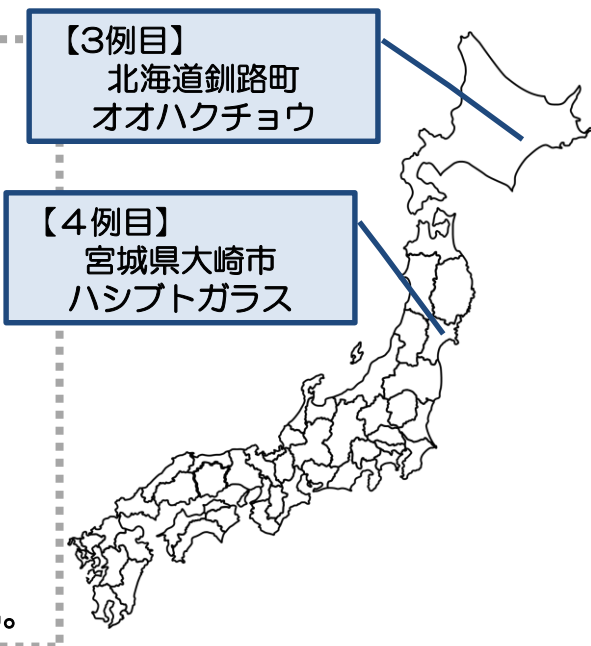 【３例目】
北海道釧路町
オオハクチョウ
【４例目】
宮城県大崎市
ハシブトガラス
。